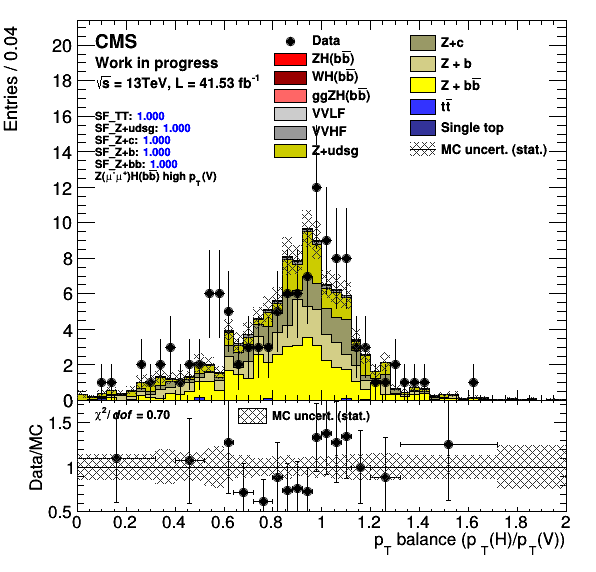 Entries / 0.04
20
18
16
14
12
10
8
6
4
2
0
CMS
Work in progress
√s = 13TeV, L = 41.53 fb⁻¹
SF_TT: 1.000
SF_Z+udsg: 1.000
SF_Z+c: 1.000
SF_Z+b: 1.000
SF_Z+bb: 1.000
Z(μ⁻μ⁺)H(bb̅) high p_T(V)
Data
ZH(bb̅)
WH(bb̅)
ggZH(bb̅)
VVLF
VVHF
Z+udsg
Z+c
Z + b
Z + bb̅
tt̅
Single top
MC uncert. (stat.)
Data/MC
1.5
1
0.5
χ²/dof = 0.70
MC uncert. (stat.)
0 0.2 0.4 0.6 0.8 1 1.2 1.4 1.6 1.8 2
p_T balance (p_T(H)/p_T(V))